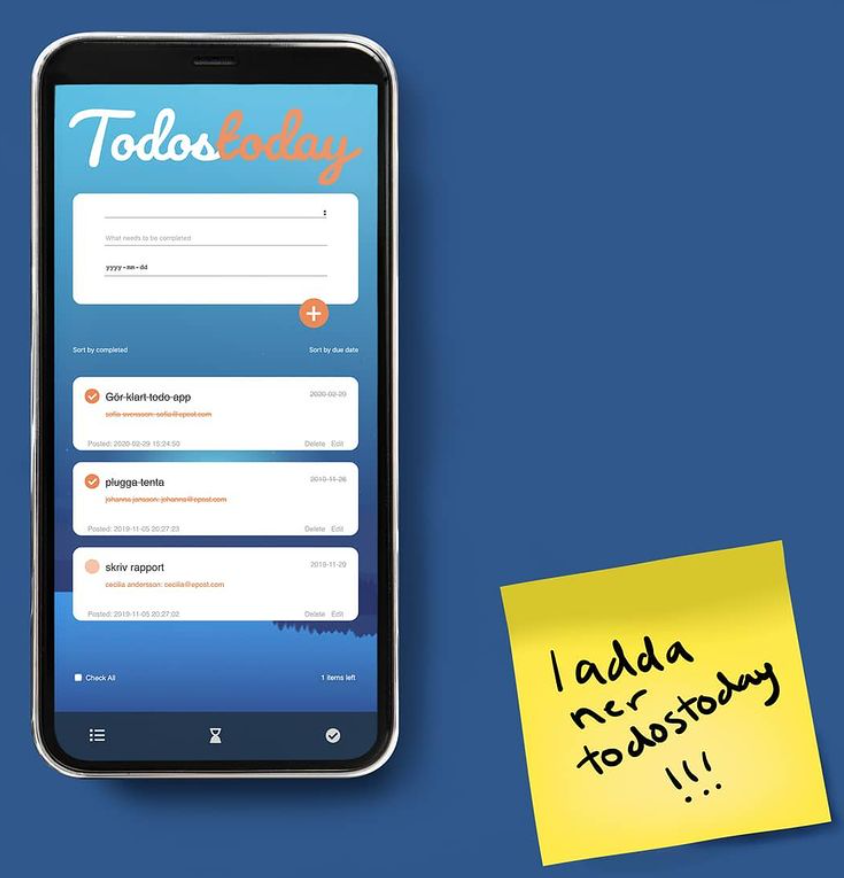 Todostoday
What needs to be completed
yyyy-mm-dd
Sort by completed Sort by due date
Gör klart todo app 2020-02-29
sofia svensson: sofia@epost.com
Posted: 2020-02-29 15:24:50 Delete Edit
plugga tenta 2019-11-28
johanna jansson: johanna@epost.com
Posted: 2019-11-05 20:27:23 Delete Edit
skriv rapport 2019-11-29
cecilia andersson: cecilia@epost.com
Posted: 2019-11-05 20:27:02 Delete Edit
Check All 1 items left
ladda
ner
todostoday
!!!